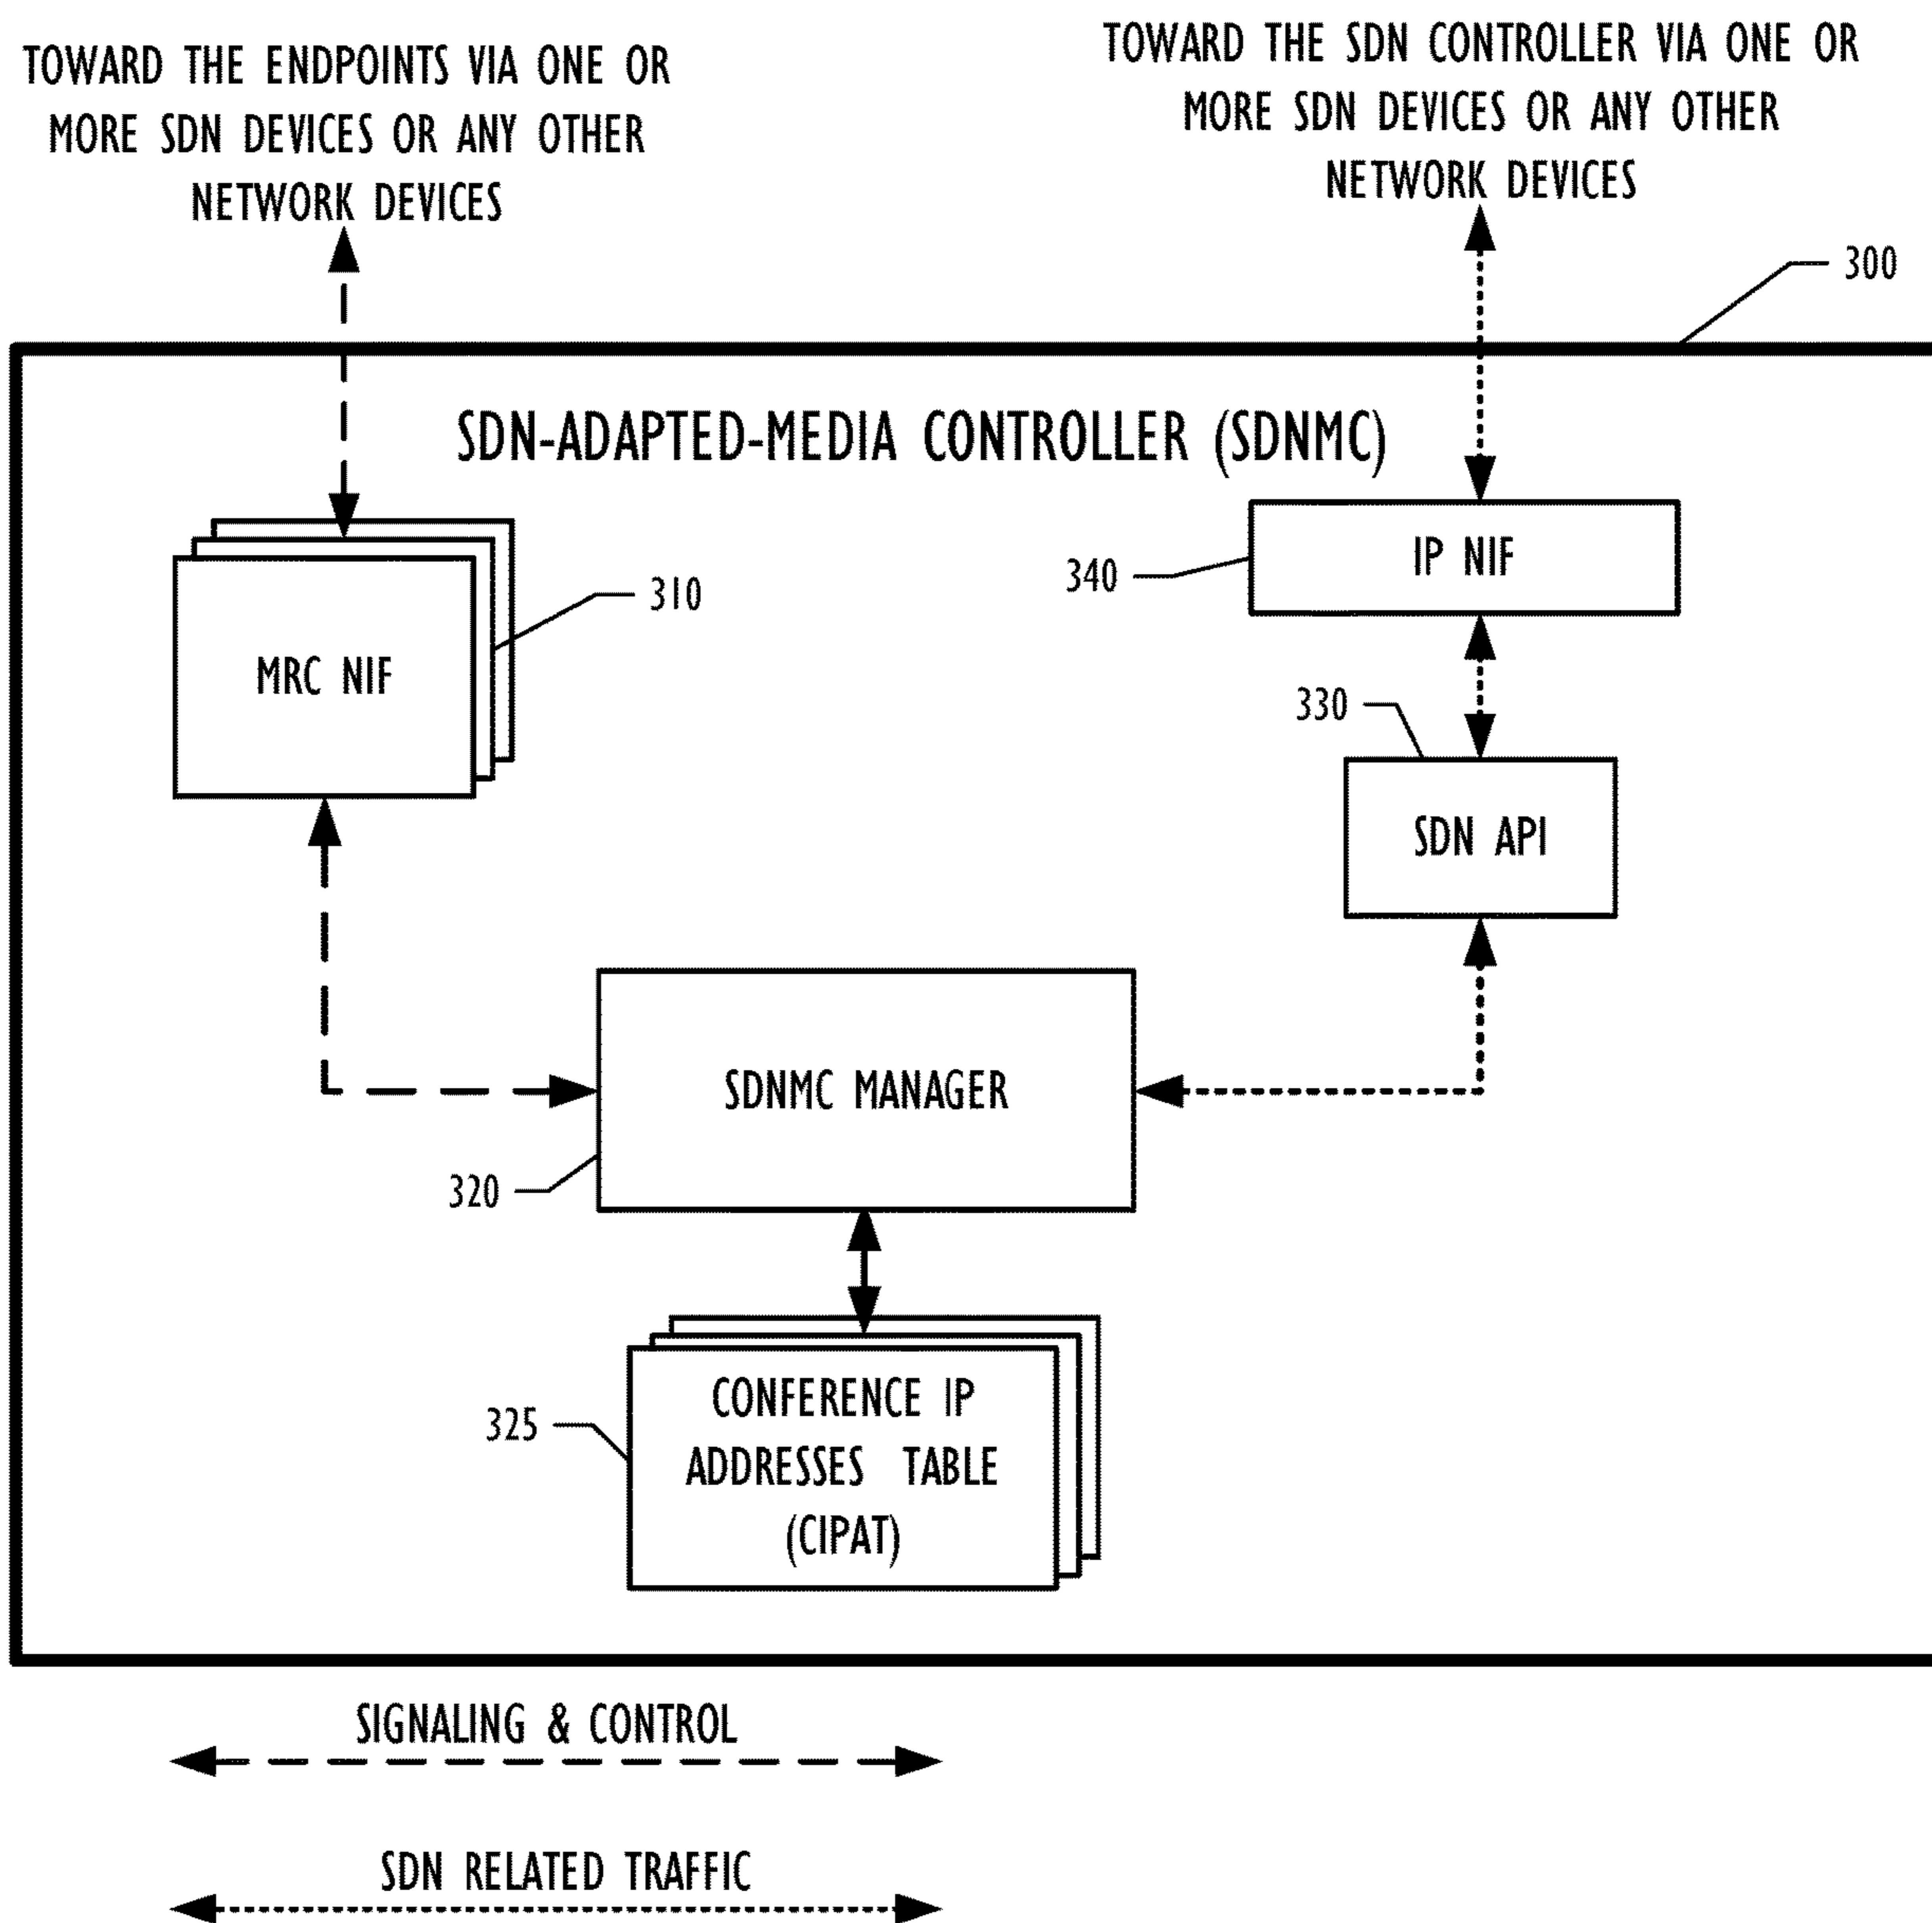 TOWARD THE ENDPOINTS VIA ONE OR
MORE SDN DEVICES OR ANY OTHER
NETWORK DEVICES
TOWARD THE SDN CONTROLLER VIA ONE OR
MORE SDN DEVICES OR ANY OTHER
NETWORK DEVICES
300
SDN-ADAPTED-MEDIA CONTROLLER (SDNMC)
MRC NIF
310
340
IP NIF
330
SDN API
SDNMC MANAGER
320
325
CONFERENCE IP
ADDRESSES TABLE
(CIPAT)
SIGNALING & CONTROL
SDN RELATED TRAFFIC